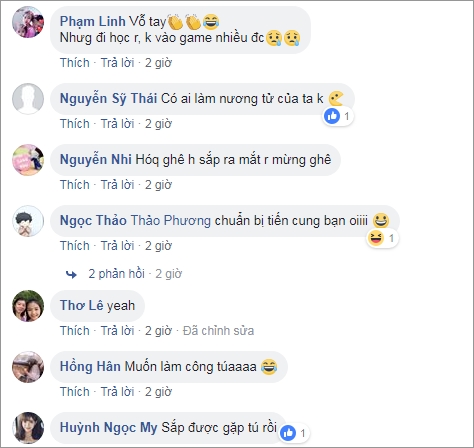 Phạm Linh Vỗ tay👏👏😂
Nhưg đi học r, k vào game nhiều đc😢😢
Thích · Trả lời · 2 giờ
Nguyễn Sỹ Thái Có ai làm nương tử của ta k
1
Thích · Trả lời · 2 giờ
Nguyễn Nhi Hóq ghê h sắp ra mắt r mừng ghê
Thích · Trả lời · 2 giờ
Ngọc Thảo Thảo Phương chuẩn bị tiến cung bạn oiiii 😀
1
Thích · Trả lời · 2 giờ
2 phản hồi · 2 giờ
Thơ Lê yeah
Thích · Trả lời · 2 giờ · Đã chỉnh sửa
Hồng Hân Muốn làm công túaaaa 😂
Thích · Trả lời · 2 giờ
Huỳnh Ngọc My Sắp được gặp tú rồi
1